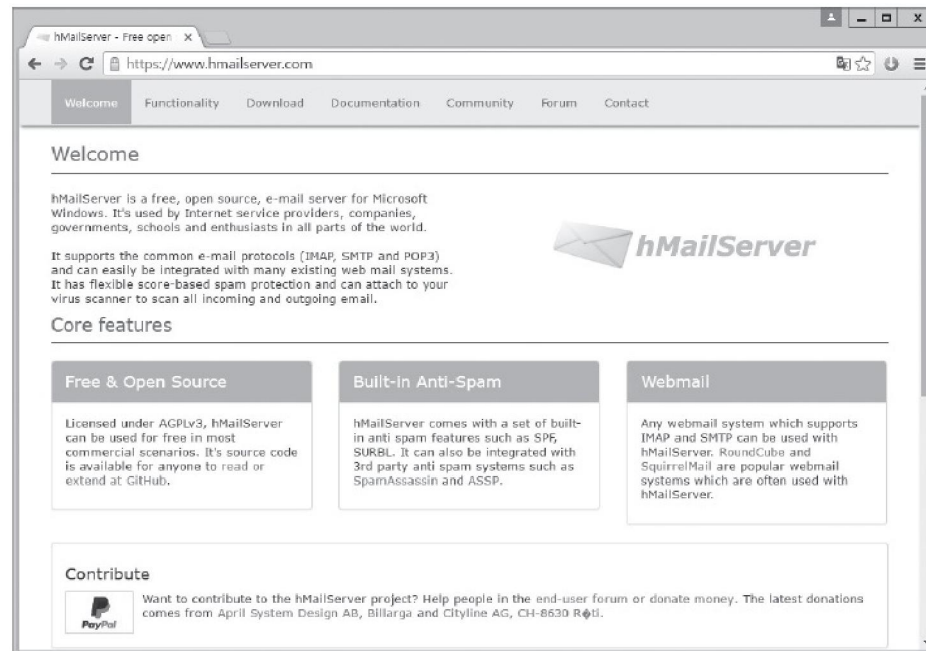 hMailServer - Free open
https://www.hmailserver.com
Welcome Functionality Download Documentation Community Forum Contact
Welcome
hMailServer is a free, open source, e-mail server for Microsoft
Windows. It's used by Internet service providers, companies,
governments, schools and enthusiasts in all parts of the world.
It supports the common e-mail protocols (IMAP, SMTP and POP3)
and can easily be integrated with many existing web mail systems.
It has flexible score-based spam protection and can attach to your
virus scanner to scan all incoming and outgoing email.
hMailServer
Core features
Free & Open Source
Licensed under AGPLv3, hMailServer
can be used for free in most
commercial scenarios. It's source code
is available for anyone to read or
extend at GitHub.
Built-in Anti-Spam
hMailServer comes with a set of built-
in anti spam features such as SPF,
SURBL. It can also be integrated with
3rd party anti spam systems such as
SpamAssassin and ASSP.
Webmail
Any webmail system which supports
IMAP and SMTP can be used with
hMailServer. RoundCube and
SquirrelMail are popular webmail
systems which are often used with
hMailServer.
Contribute
PayPal
Want to contribute to the hMailServer project? Help people in the end-user forum or donate money. The latest donations
comes from April System Design AB, Billarga and Cityline AG, CH-8630 R�ti.